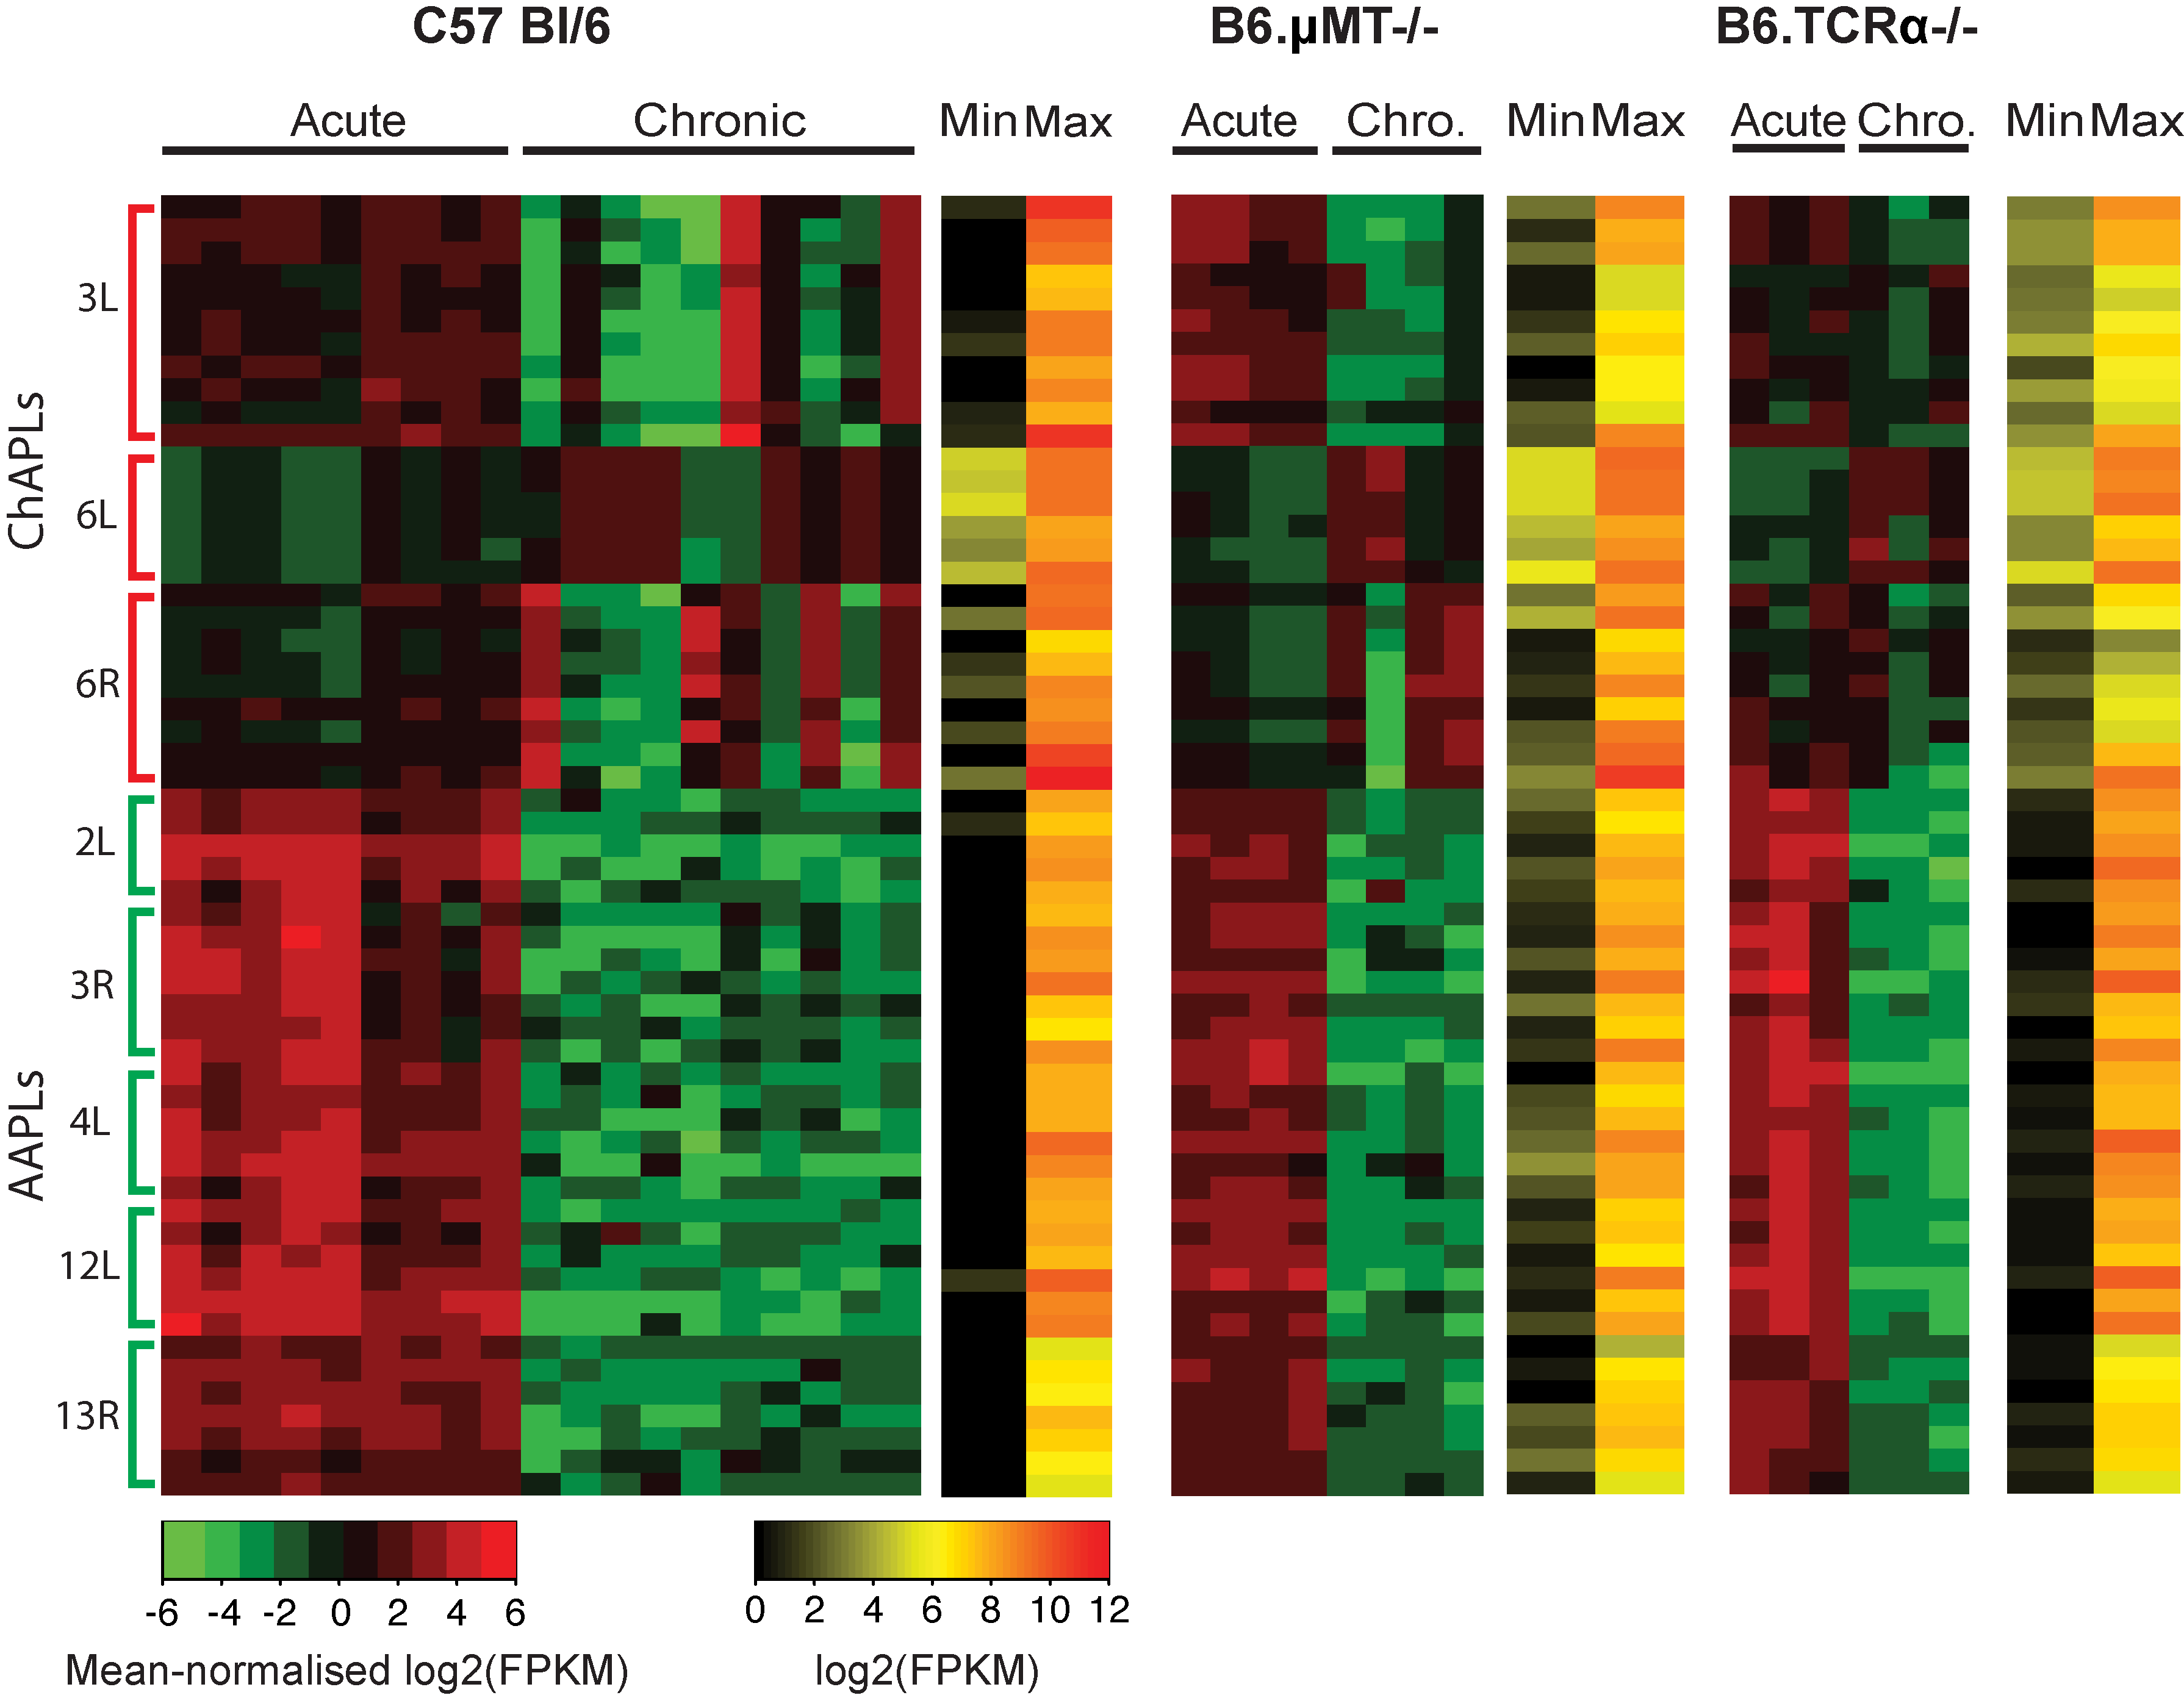 C57 Bl/6
B6.μMT-/-
B6.TCRα-/-
Acute
Chronic
Min Max
Acute
Chro.
Min Max
Acute
Chro.
Min Max
ChAPLs
3L
6L
6R
AAPLs
2L
3R
4L
12L
13R
-6 -4 -2 0 2 4 6
Mean-normalised log2(FPKM)
0 2 4 6 8 10 12
log2(FPKM)